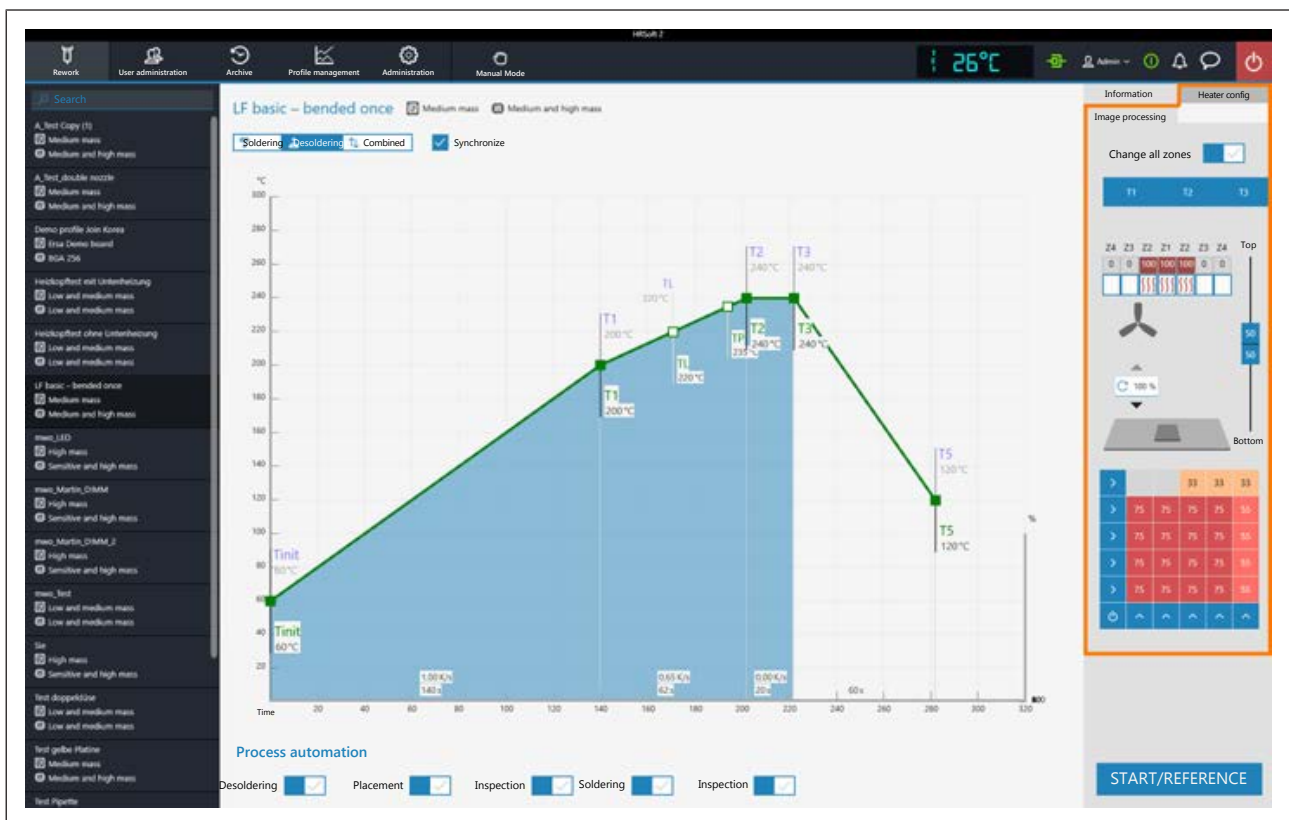 HRSoft 2
Rework
User administration
Archive
Profile management
Administration
Manual Mode
26°C
Admin
Search
A_Test Copy (1)
Medium mass
Medium and high mass
A_Test_double nozzle
Medium mass
Medium and high mass
Demo profile Join Korea
Ersa Demo board
BGA 256
Heizkopftest mit Untenheizung
Low and medium mass
Low and medium mass
Heizkopftest ohne Untenheizung
Low and medium mass
Low and medium mass
LF basic - bended once
Medium mass
Medium and high mass
mwo_LED
High mass
Sensitive and high mass
mwo_Martin_DIMM
High mass
Sensitive and high mass
mwo_Martin_DIMM_2
High mass
Sensitive and high mass
mwo_Test
Low and medium mass
Low and medium mass
Sie
High mass
Sensitive and high mass
Test doppeldüse
Low and medium mass
Low and medium mass
Test gelbe Platine
Medium mass
Medium and high mass
Test Pipette
LF basic – bended once Medium mass Medium and high mass
Soldering Desoldering Combined Synchronize
°C
300
280
260
240
220
200
180
160
140
120
100
80
60
40
20
Time 20 40 60 80 100 120 140 160 180 200 220 240 260 280 300 320
%
Tinit
60°C
Tinit
60°C
T1
200°C
T1
200°C
TL
220°C
TL
220°C
TP
235°C
T2
240°C
T2
240°C
T3
240°C
T3
240°C
T5
120°C
T5
120°C
1,00 K/s
140 s
0,65 K/s
62 s
0,00 K/s
20 s
60 s
Process automation
Desoldering Placement Inspection Soldering Inspection
Information Heater config
Image processing
Change all zones
T1 T2 T3
Z4 Z3 Z2 Z1 Z2 Z3 Z4 Top
0 0 100 100 100 0 0
50
50
100 %
Bottom
33 33 33
75 75 75 75 55
75 75 75 75 55
75 75 75 75 55
75 75 75 75 55
START/REFERENCE